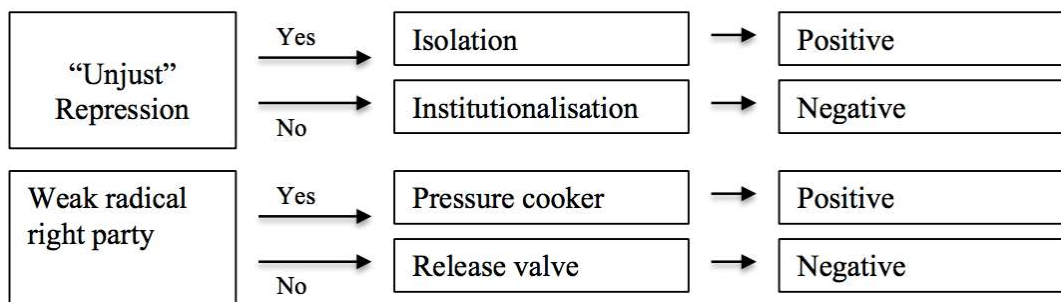 Yes
Isolation
Positive
“Unjust”
Repression
Institutionalisation
Negative
No
Weak radical
right party
Yes
Pressure cooker
Positive
Release valve
Negative
No